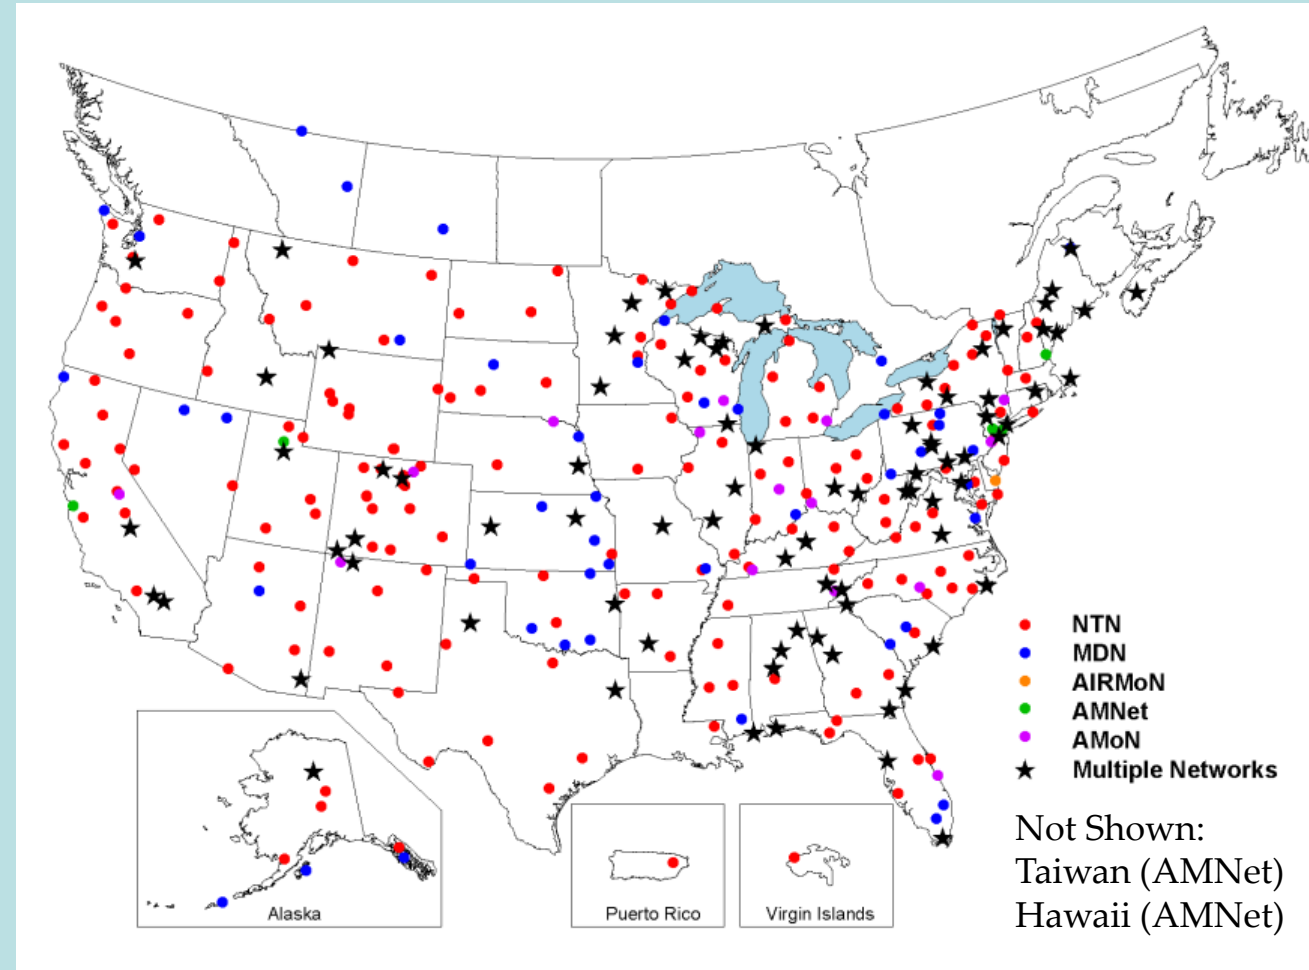 NTN
MDN
AIRMoN
AMNet
AMoN
Multiple Networks
Not Shown:
Taiwan (AMNet)
Hawaii (AMNet)
Alaska
Puerto Rico
Virgin Islands